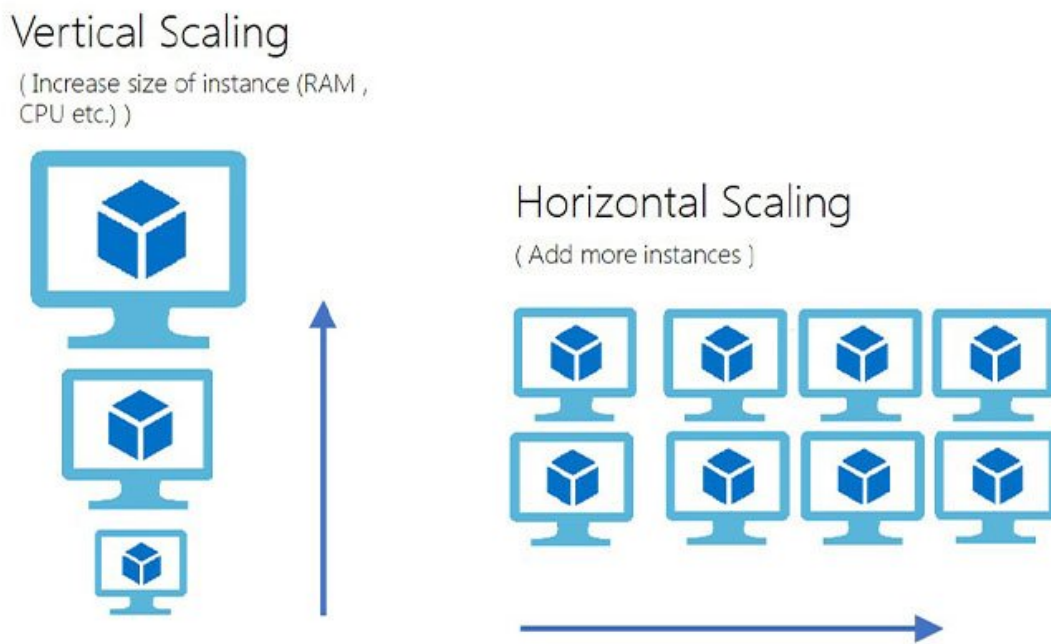 Vertical Scaling
( Increase size of instance (RAM ,
CPU etc.) )
Horizontal Scaling
( Add more instances )